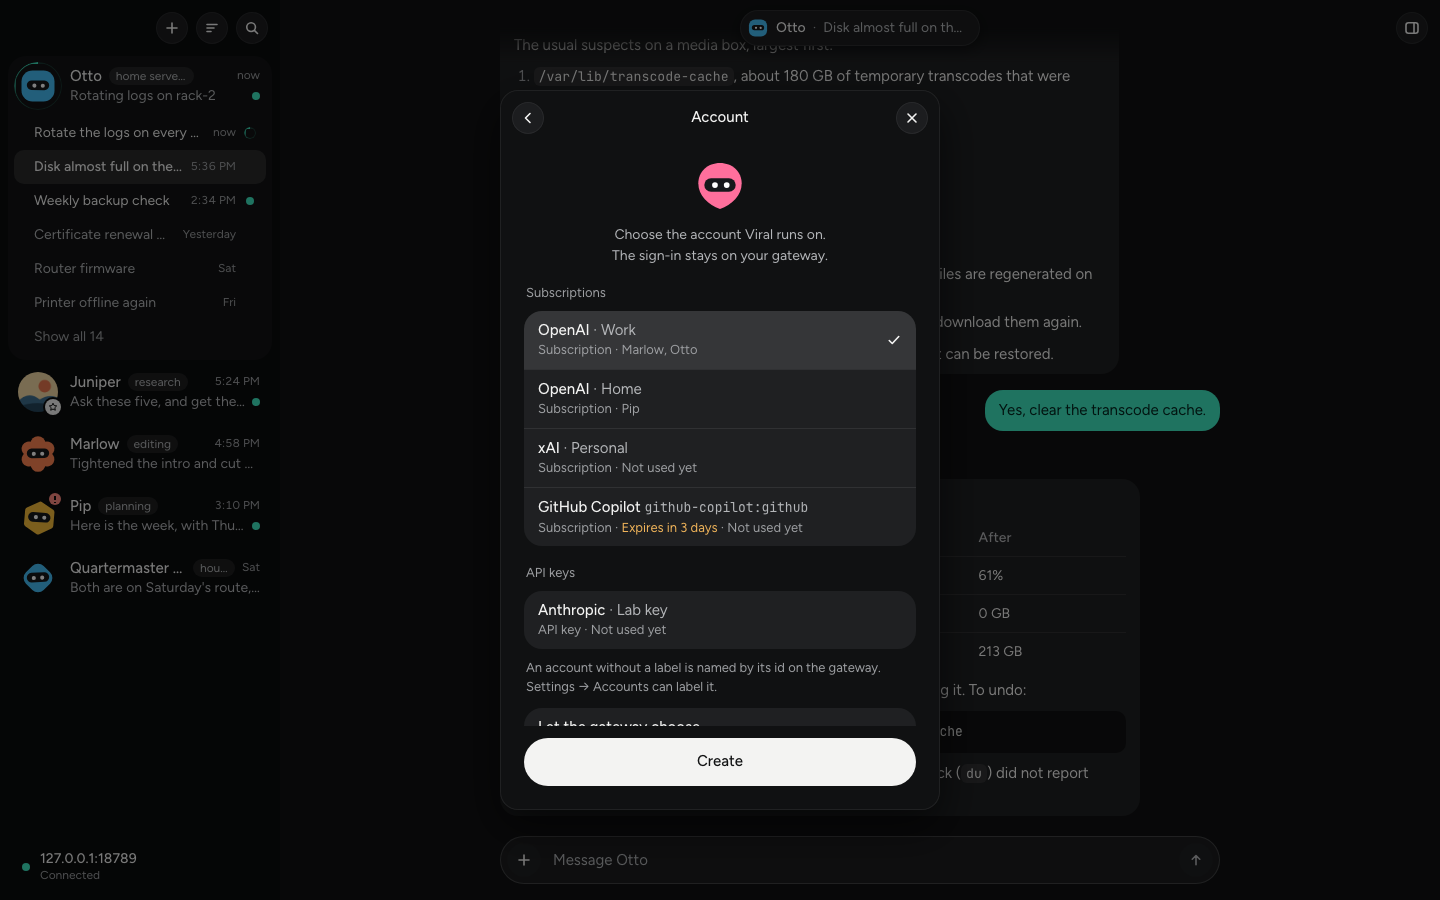 Otto · Disk almost full on th...
Otto home serve... now
Rotating logs on rack-2
Rotate the logs on every ... now
Disk almost full on the... 5:36 PM
Weekly backup check 2:34 PM
Certificate renewal ... Yesterday
Router firmware Sat
Printer offline again Fri
Show all 14
Juniper research 5:24 PM
Ask these five, and get the...
Marlow editing 4:58 PM
Tightened the intro and cut ...
Pip planning 3:10 PM
Here is the week, with Thu...
Quartermaster ... hou... Sat
Both are on Saturday's route,...
127.0.0.1:18789
Connected
The usual suspects on a media box, largest first:
1. /var/lib/transcode-cache, about 180 GB of temporary transcodes that were
Account
Choose the account Viral runs on.
The sign-in stays on your gateway.
Subscriptions
OpenAI · Work
Subscription · Marlow, Otto
OpenAI · Home
Subscription · Pip
xAI · Personal
Subscription · Not used yet
GitHub Copilot github-copilot:github
Subscription · Expires in 3 days · Not used yet
API keys
Anthropic · Lab key
API key · Not used yet
An account without a label is named by its id on the gateway.
Settings → Accounts can label it.
Let the gateway choose
Create
iles are regenerated on
download them again.
can be restored.
Yes, clear the transcode cache.
After
61%
0 GB
213 GB
g it. To undo:
che
ck (du) did not report
Message Otto